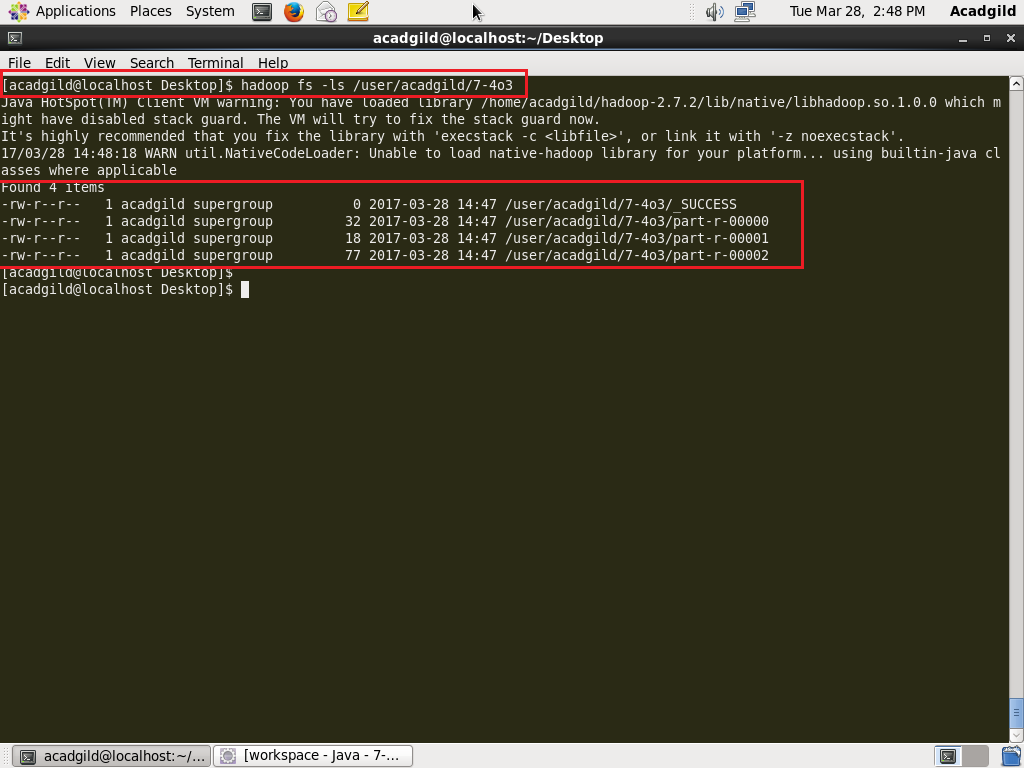 Applications Places System Tue Mar 28, 2:48 PM Acadgild
acadgild@localhost:~/Desktop
File Edit View Search Terminal Help
[acadgild@localhost Desktop]$ hadoop fs -ls /user/acadgild/7-4o3
Java HotSpot(TM) Client VM warning: You have loaded library /home/acadgild/hadoop-2.7.2/lib/native/libhadoop.so.1.0.0 which m
ight have disabled stack guard. The VM will try to fix the stack guard now.
It's highly recommended that you fix the library with 'execstack -c <libfile>', or link it with '-z noexecstack'.
17/03/28 14:48:18 WARN util.NativeCodeLoader: Unable to load native-hadoop library for your platform... using builtin-java cl
asses where applicable
Found 4 items
-rw-r--r--   1 acadgild supergroup          0 2017-03-28 14:47 /user/acadgild/7-4o3/_SUCCESS
-rw-r--r--   1 acadgild supergroup         32 2017-03-28 14:47 /user/acadgild/7-4o3/part-r-00000
-rw-r--r--   1 acadgild supergroup         18 2017-03-28 14:47 /user/acadgild/7-4o3/part-r-00001
-rw-r--r--   1 acadgild supergroup         77 2017-03-28 14:47 /user/acadgild/7-4o3/part-r-00002
[acadgild@localhost Desktop]$
[acadgild@localhost Desktop]$
acadgild@localhost:~/... [workspace - Java - 7-...